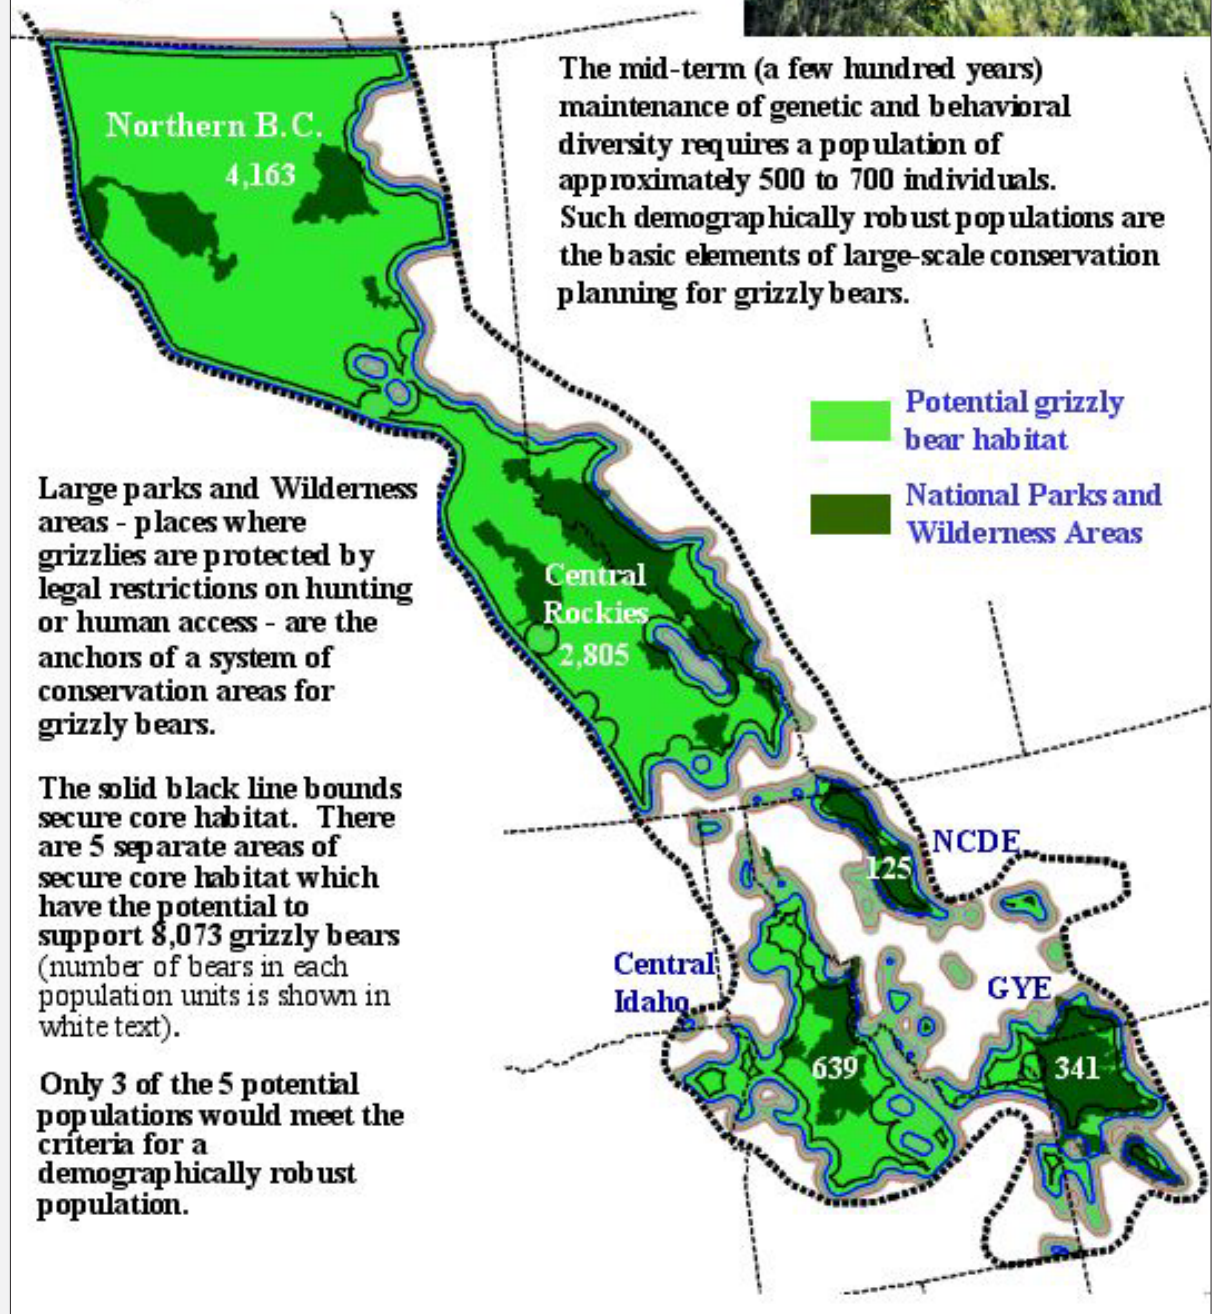 The mid-term (a few hundred years)
maintenance of genetic and behavioral
diversity requires a population of
approximately 500 to 700 individuals.
Such demographically robust populations are
the basic elements of large-scale conservation
planning for grizzly bears.
Northern B.C.
4,163
Potential grizzly
bear habitat
National Parks and
Wilderness Areas
Large parks and Wilderness
areas - places where
grizzlies are protected by
legal restrictions on hunting
or human access - are the
anchors of a system of
conservation areas for
grizzly bears.
Central
Rockies
2,805
The solid black line bounds
secure core habitat. There
are 5 separate areas of
secure core habitat which
have the potential to
support 8,073 grizzly bears
(number of bears in each
population units is shown in
white text).
Only 3 of the 5 potential
populations would meet the
criteria for a
demographically robust
population.
NCDE
125
Central
Idaho
GYE
639
341